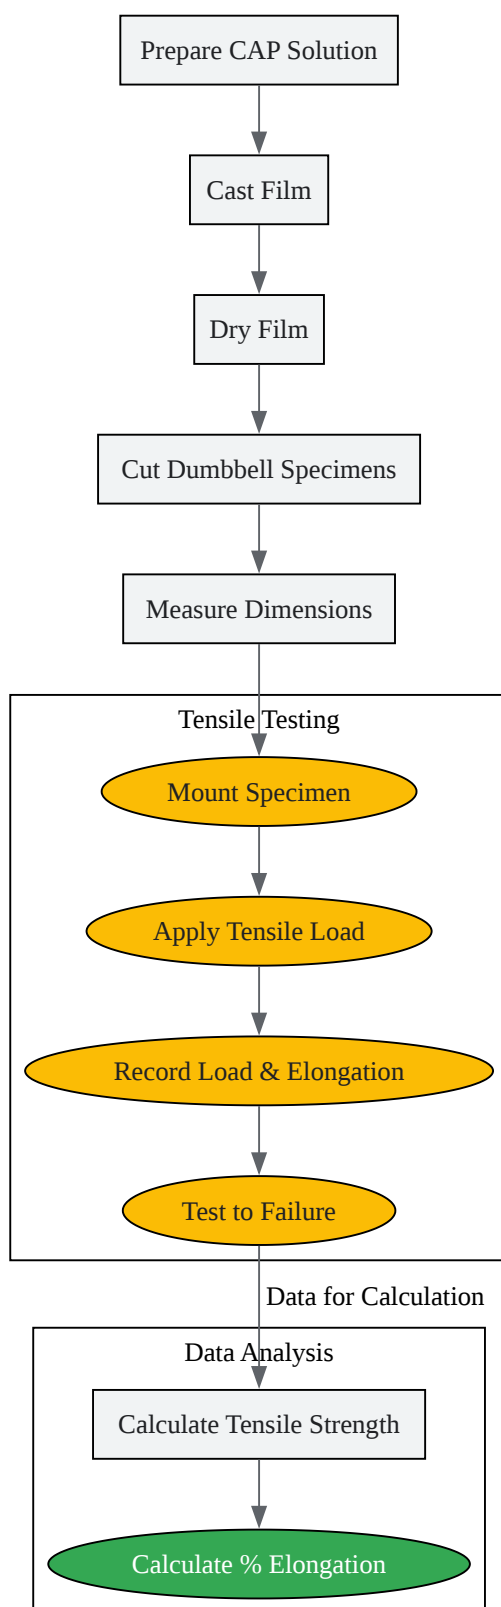 Prepare CAP Solution
Cast Film
Dry Film
Cut Dumbbell Specimens
Measure Dimensions
Tensile Testing
Mount Specimen
Apply Tensile Load
Record Load & Elongation
Test to Failure
Data for Calculation
Data Analysis
Calculate Tensile Strength
Calculate % Elongation